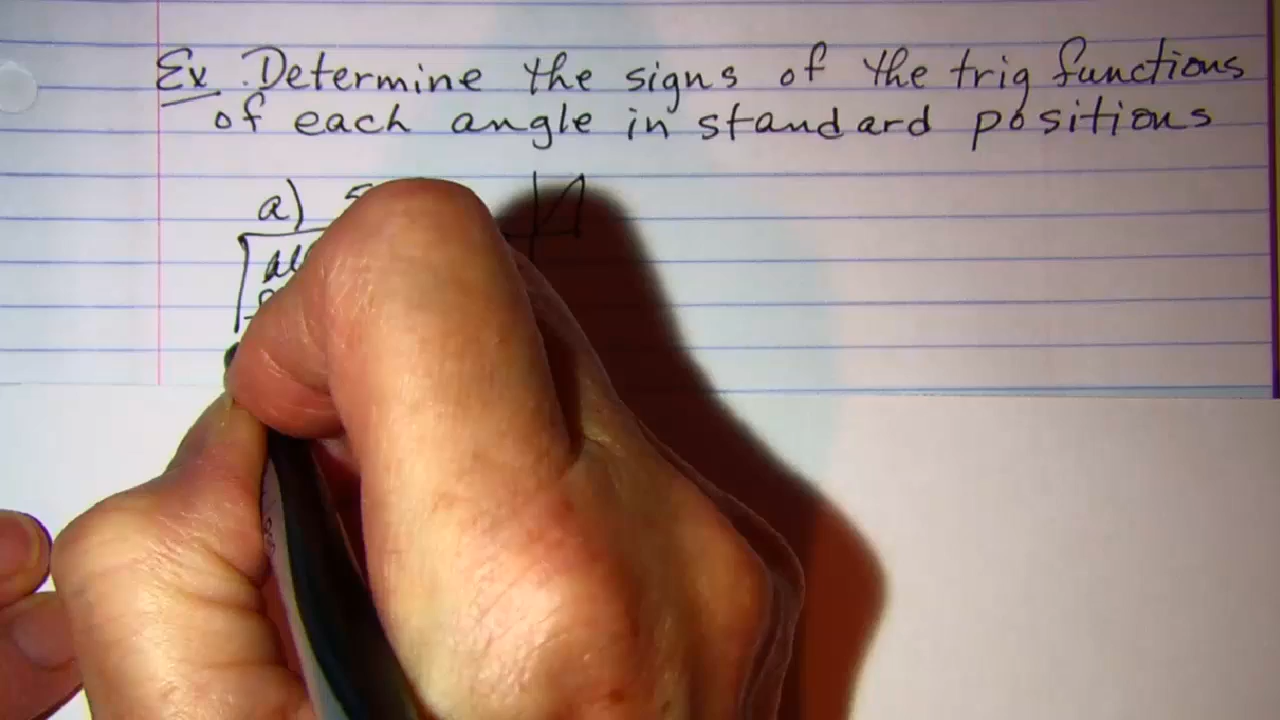 Ex. Determine the signs of the trig functions
of each angle in standard positions
a)